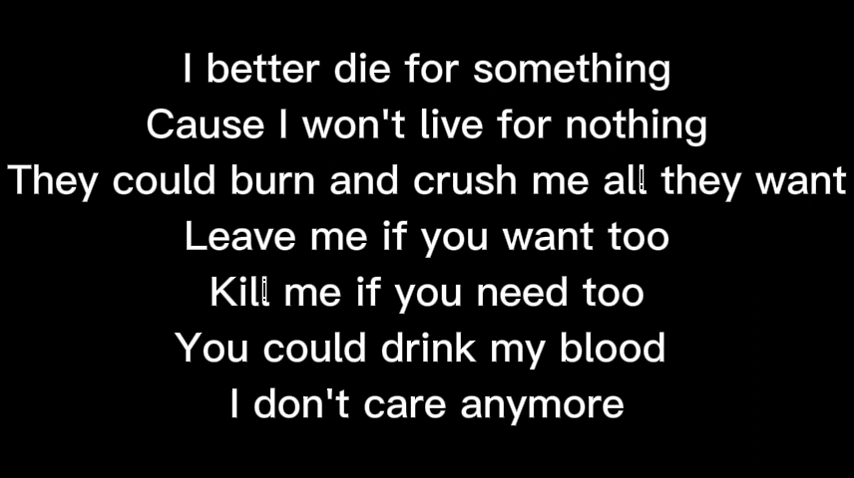 I better die for something
Cause I won't live for nothing
They could burn and crush me all they want
Leave me if you want too
Kill me if you need too
You could drink my blood
I don't care anymore